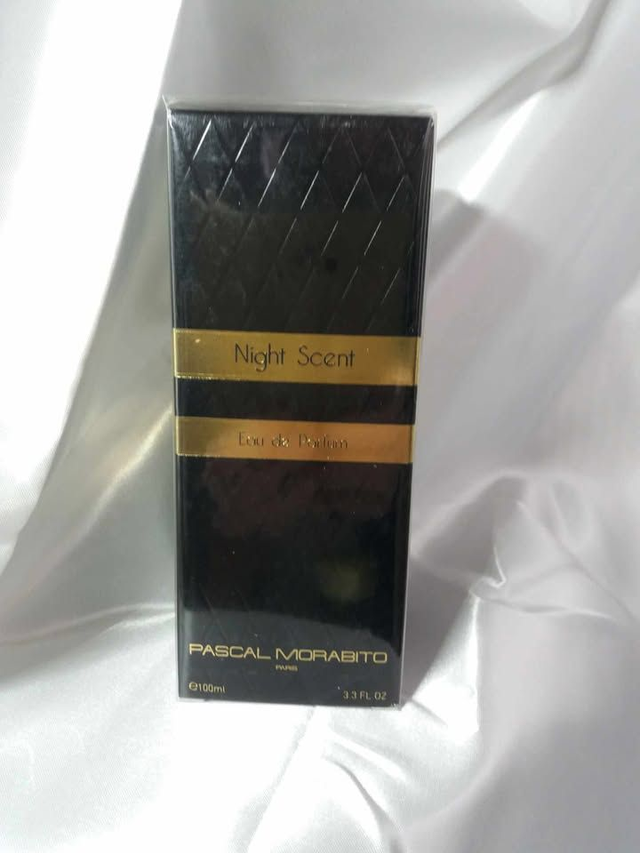 Night Scent
Eau de Parfum
PASCAL MORABITO
PARIS
℮100ml
3.3 FL OZ